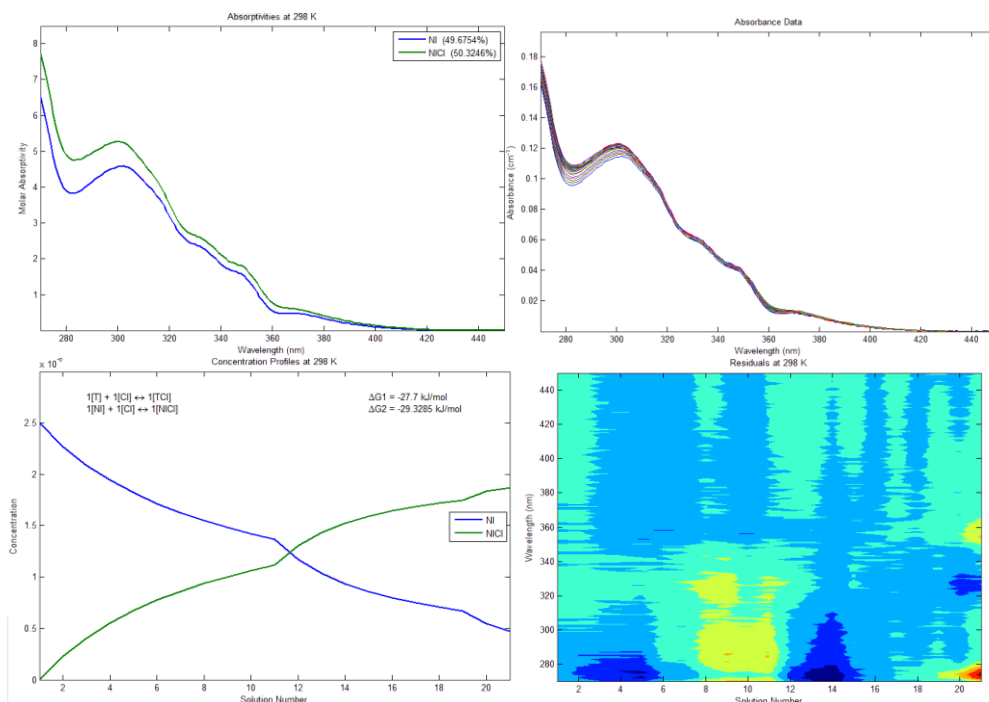 Absorptivities at 298 K
8
7
6
5
4
3
2
1
Molar Absorptivity
NI (49.6754%)
NICl (50.3246%)
280 300 320 340 360 380 400 420 440
Wavelength (nm)
Absorbance Data
0.18
0.16
0.14
0.12
0.1
0.08
0.06
0.04
0.02
Absorbance (cm⁻¹)
280 300 320 340 360 380 400 420 440
Wavelength (nm)
Concentration Profiles at 298 K
2.5
2
1.5
1
0.5
0
Concentration
1[T] + 1[Cl] ↔ 1[TCl]
1[NI] + 1[Cl] ↔ 1[NICl]
ΔG1 = -27.7 kJ/mol
ΔG2 = -29.3285 kJ/mol
NI
NICl
2 4 6 8 10 12 14 16 18 20
Solution Number
Residuals at 298 K
440
420
400
380
360
340
320
300
280
Wavelength (nm)
2 4 6 8 10 12 14 16 18 20
Solution Number